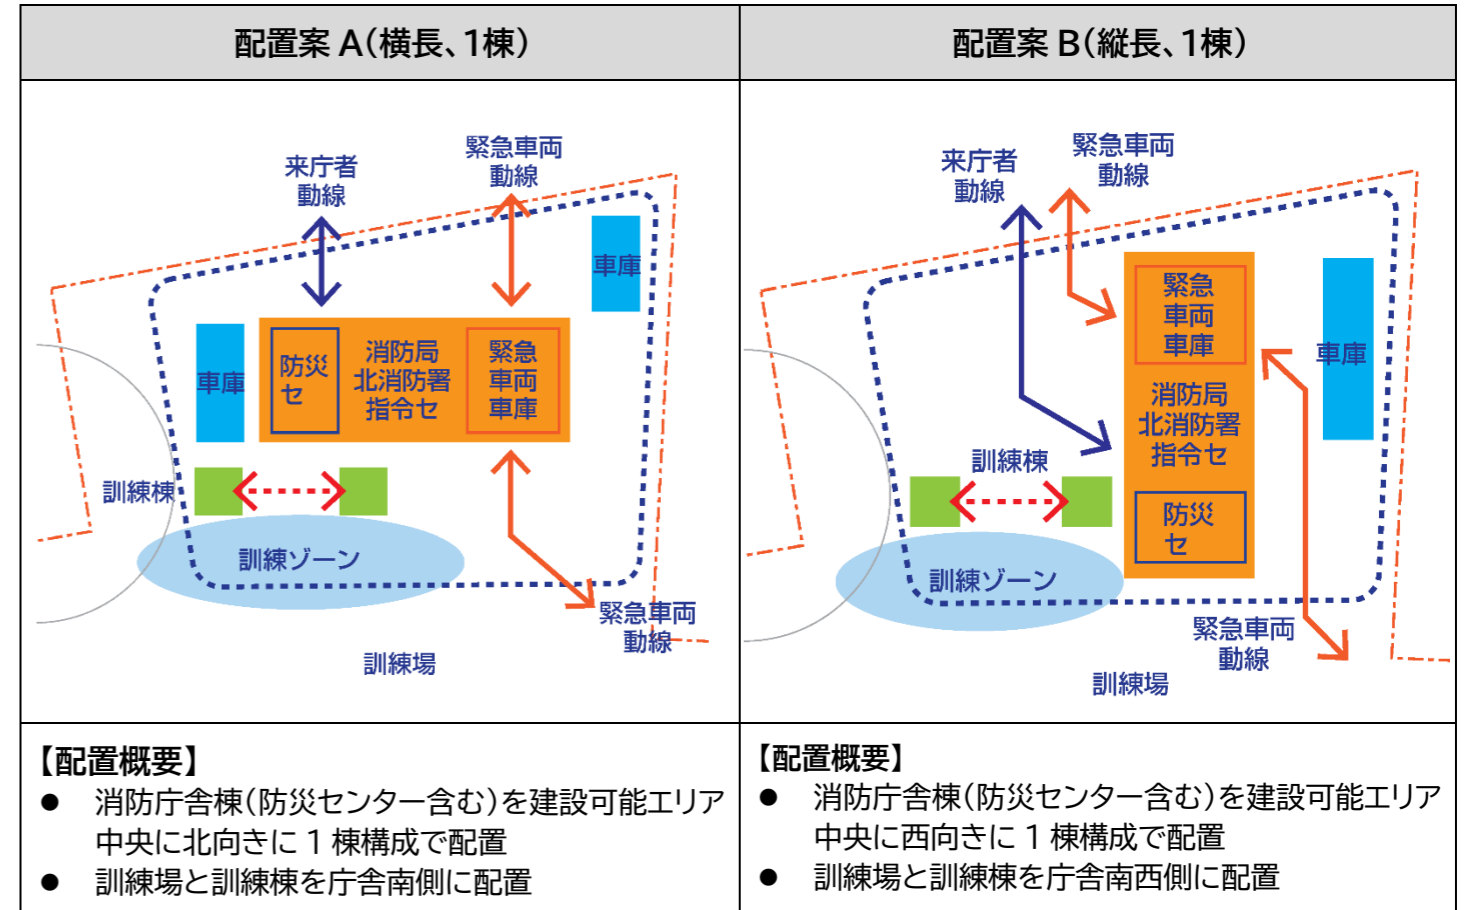 配置案 A(横長、1棟)
来庁者
動線
緊急車両
動線
車庫
車庫
防災
セ
消防局
北消防署
指令セ
緊急
車両
車庫
訓練棟
訓練ゾーン
緊急車両
動線
訓練場
【配置概要】
● 消防庁舎棟(防災センター含む)を建設可能エリア
中央に北向きに 1 棟構成で配置
● 訓練場と訓練棟を庁舎南側に配置
配置案 B(縦長、1棟)
来庁者
動線
緊急車両
動線
緊急
車両
車庫
車庫
消防局
北消防署
指令セ
訓練棟
防災
セ
訓練ゾーン
緊急車両
動線
訓練場
【配置概要】
● 消防庁舎棟(防災センター含む)を建設可能エリア
中央に西向きに 1 棟構成で配置
● 訓練場と訓練棟を庁舎南西側に配置